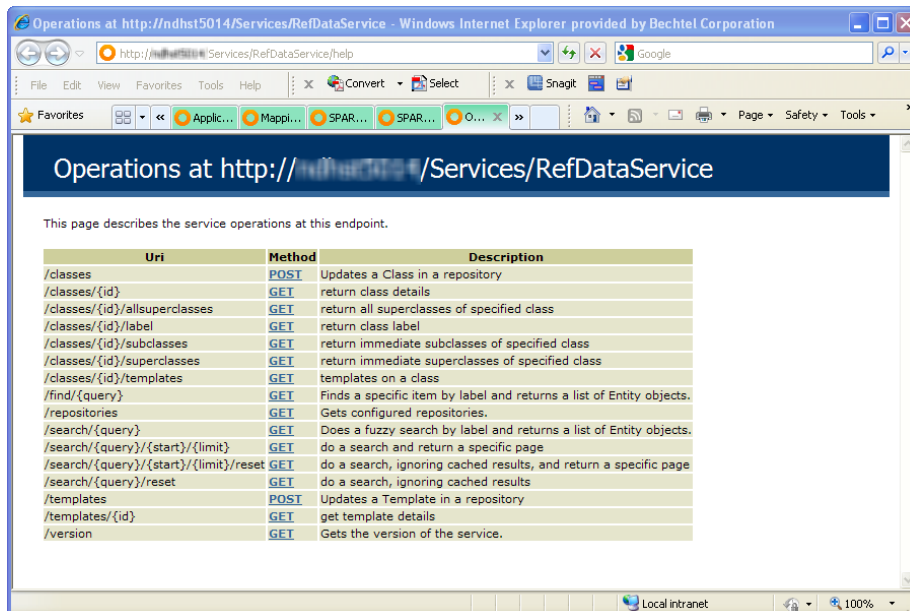 Operations at http://ndhst5014/Services/RefDataService - Windows Internet Explorer provided by Bechtel Corporation
http:// /Services/RefDataService/help
Google
File Edit View Favorites Tools Help x Convert Select x Snagit
Favorites Applic... Mappi... SPAR... SPAR... O... X Page Safety Tools
Operations at http:// /Services/RefDataService
This page describes the service operations at this endpoint.
Uri Method Description
/classes POST Updates a Class in a repository
/classes/{id} GET return class details
/classes/{id}/allsuperclasses GET return all superclasses of specified class
/classes/{id}/label GET return class label
/classes/{id}/subclasses GET return immediate subclasses of specified class
/classes/{id}/superclasses GET return immediate superclasses of specified class
/classes/{id}/templates GET templates on a class
/find/{query} GET Finds a specific item by label and returns a list of Entity objects.
/repositories GET Gets configured repositories.
/search/{query} GET Does a fuzzy search by label and returns a list of Entity objects.
/search/{query}/{start}/{limit} GET do a search and return a specific page
/search/{query}/{start}/{limit}/reset GET do a search, ignoring cached results, and return a specific page
/search/{query}/reset GET do a search, ignoring cached results
/templates POST Updates a Template in a repository
/templates/{id} GET get template details
/version GET Gets the version of the service.
Local intranet 100%